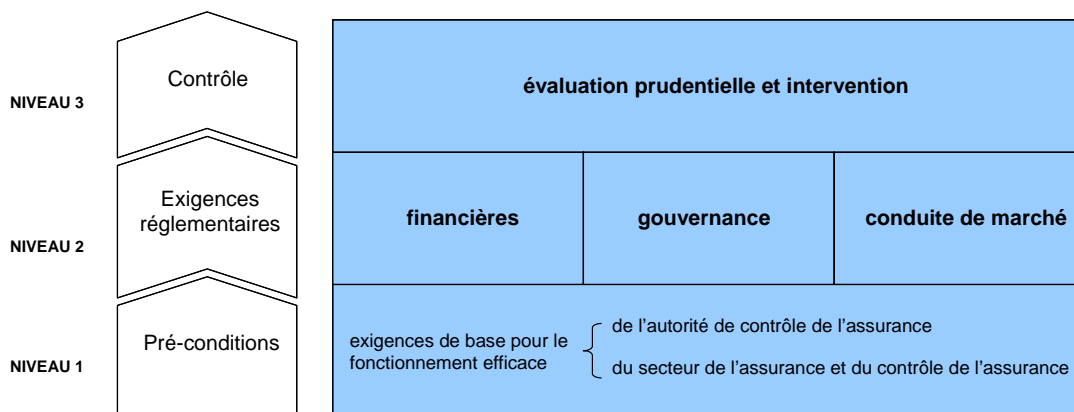 Contrôle
NIVEAU 3
évaluation prudentielle et intervention
Exigences
réglementaires
NIVEAU 2
financières
gouvernance
conduite de marché
Pré-conditions
NIVEAU 1
exigences de base pour le
fonctionnement efficace
de l’autorité de contrôle de l’assurance
du secteur de l’assurance et du contrôle de l’assurance